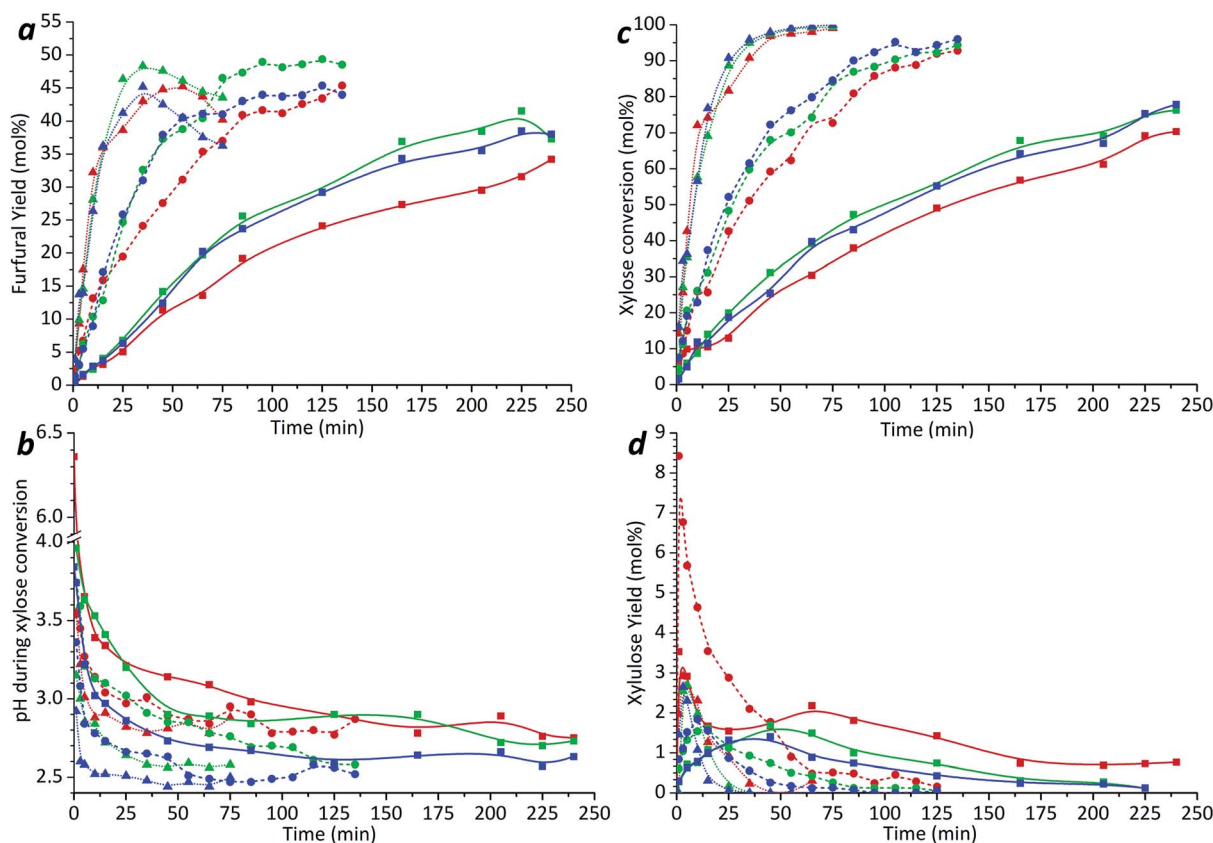 a
55
50
45
40
35
30
25
20
15
10
5
0
Furfural Yield (mol%)
0 25 50 75 100 125 150 175 200 225 250
Time (min)
c
100
90
80
70
60
50
40
30
20
10
0
Xylose conversion (mol%)
0 25 50 75 100 125 150 175 200 225 250
Time (min)
b
6.5
6.0
4.0
3.5
3.0
2.5
pH during xylose conversion
0 25 50 75 100 125 150 175 200 225 250
Time (min)
d
9
8
7
6
5
4
3
2
1
0
Xylulose Yield (mol%)
0 25 50 75 100 125 150 175 200 225 250
Time (min)